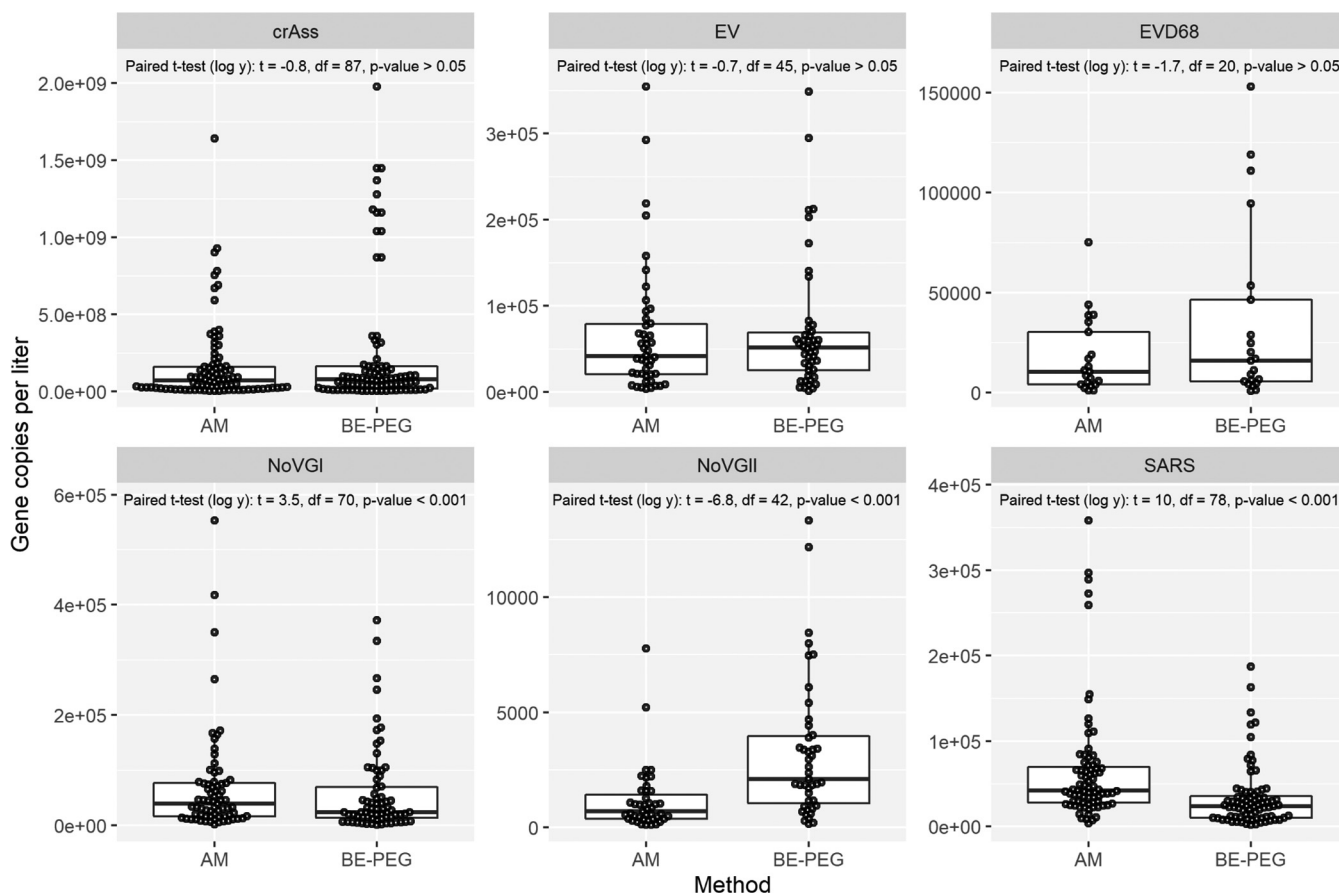 crAss
Paired t-test (log y): t = -0.8, df = 87, p-value > 0.05
2.0e+09
1.5e+09
1.0e+09
5.0e+08
0.0e+00
AM
BE-PEG
EV
Paired t-test (log y): t = -0.7, df = 45, p-value > 0.05
3e+05
2e+05
1e+05
0e+00
AM
BE-PEG
EVD68
Paired t-test (log y): t = -1.7, df = 20, p-value > 0.05
150000
100000
50000
0
AM
BE-PEG
Gene copies per liter
NoVGI
Paired t-test (log y): t = 3.5, df = 70, p-value < 0.001
6e+05
4e+05
2e+05
0e+00
AM
BE-PEG
NoVGII
Paired t-test (log y): t = -6.8, df = 42, p-value < 0.001
10000
5000
0
AM
BE-PEG
SARS
Paired t-test (log y): t = 10, df = 78, p-value < 0.001
4e+05
3e+05
2e+05
1e+05
0e+00
AM
BE-PEG
Method